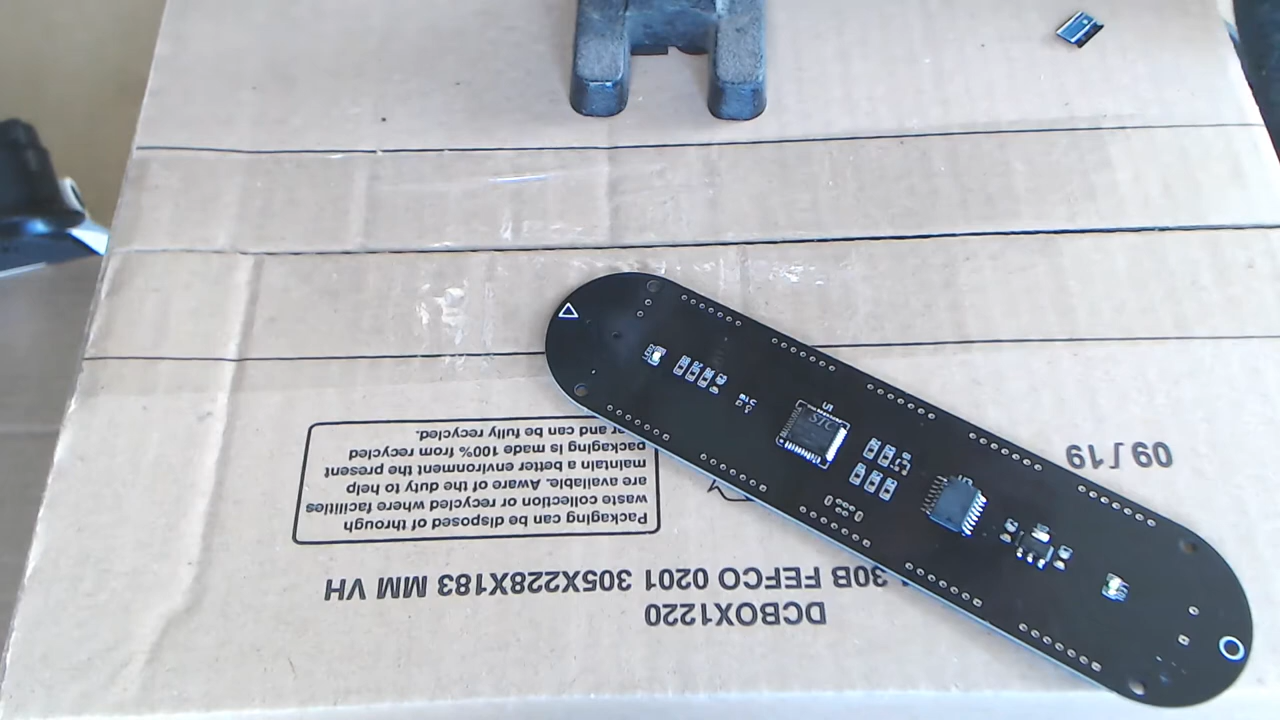 Packaging can be disposed of through
waste collection or recycled where facilities
are available. Aware of the duty to help
maintain a better environment the present
packaging is made 100% from recycled
and can be fully recycled.
09 19
30B FEFCO 0201 305X228X183 MM VH
DCBOX1220
STC
U1